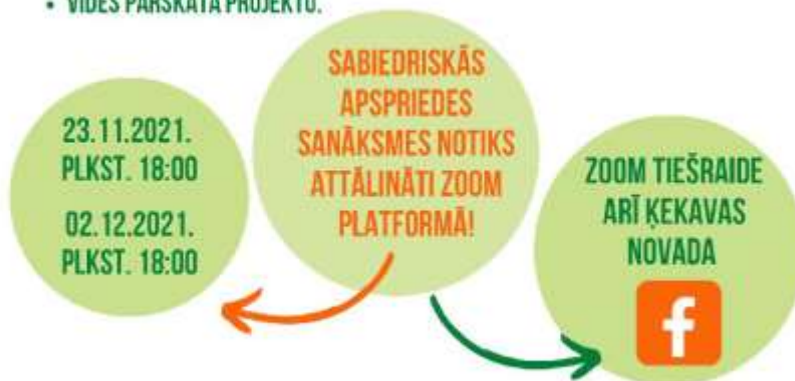 • VIDES PĀRSKATA PROJEKTU.
SABIEDRISKĀS
APSPRIEDES
SANĀKSMES NOTIKS
ATTĀLINĀTI ZOOM
PLATFORMĀ!
23.11.2021.
PLKST. 18:00
02.12.2021.
PLKST. 18:00
ZOOM TIEŠRAIDE
ARĪ ĶEKAVAS
NOVADA
f